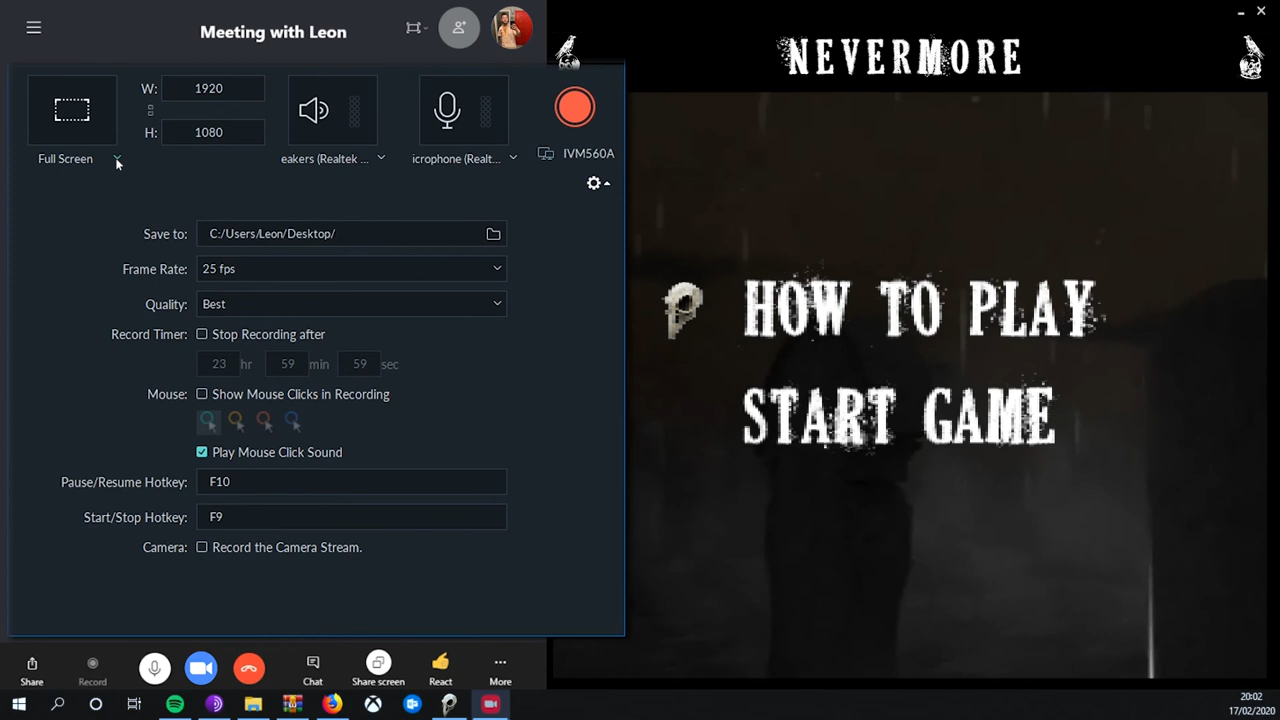 Meeting with Leon
W: 1920
H: 1080
Full Screen
eakers (Realtek ...
icrophone (Realt...
IVM560A
Save to: C:/Users/Leon/Desktop/
Frame Rate: 25 fps
Quality: Best
Record Timer: Stop Recording after
23 hr 59 min 59 sec
Mouse: Show Mouse Clicks in Recording
Play Mouse Click Sound
Pause/Resume Hotkey: F10
Start/Stop Hotkey: F9
Camera: Record the Camera Stream.
Share
Record
Chat
Share screen
React
More
NEVERMORE
HOW TO PLAY
START GAME
20:02
17/02/2020